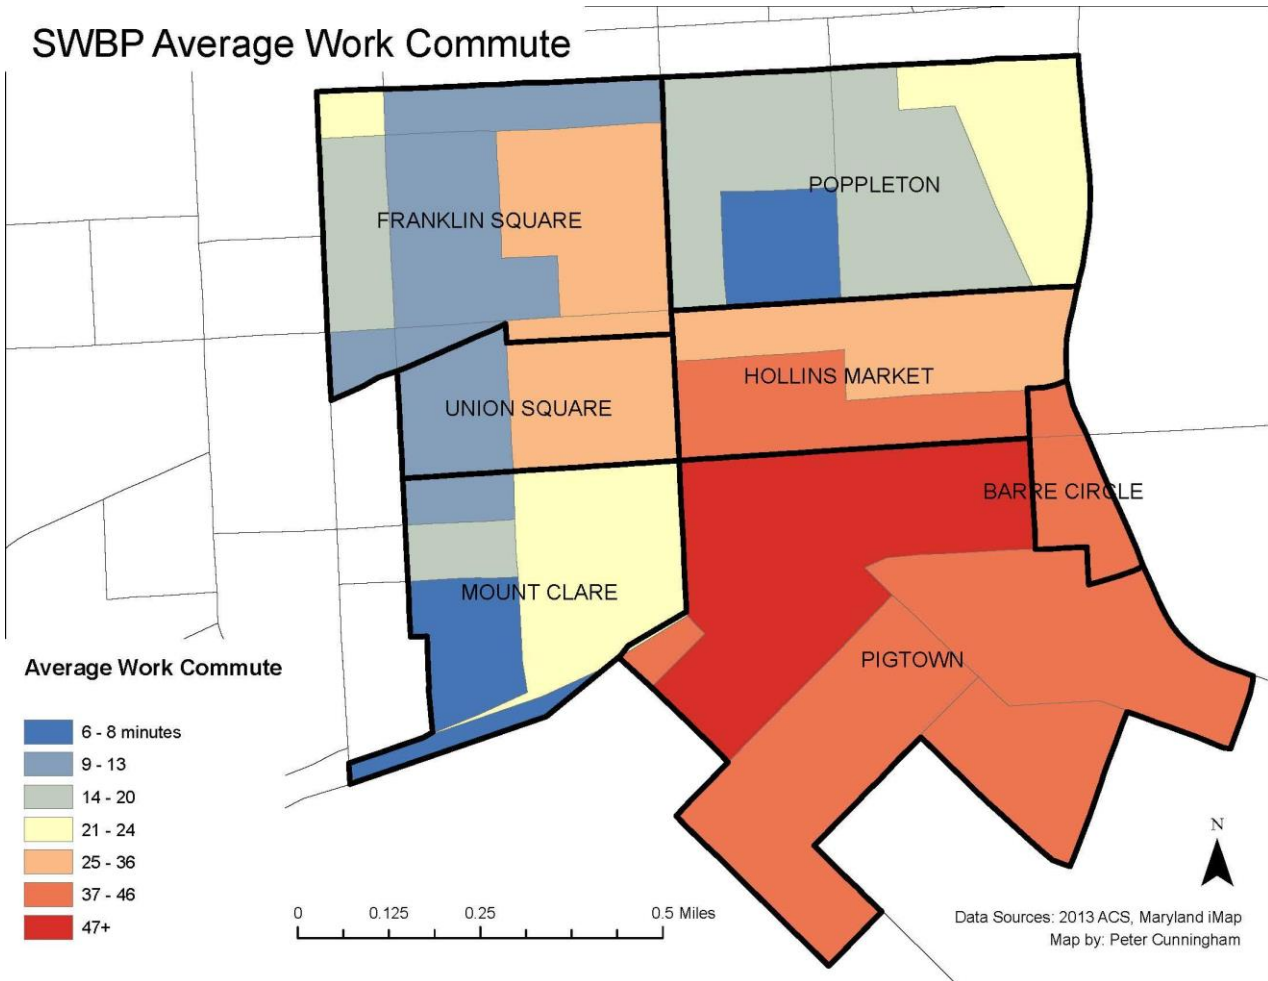 SWBP Average Work Commute
POPPLETON
FRANKLIN SQUARE
HOLLINS MARKET
UNION SQUARE
BARRE CIRCLE
MOUNT CLARE
PIGTOWN
Average Work Commute
6 - 8 minutes
9 - 13
14 - 20
21 - 24
25 - 36
37 - 46
47+
0 0.125 0.25 0.5 Miles
N
Data Sources: 2013 ACS, Maryland iMap
Map by: Peter Cunningham